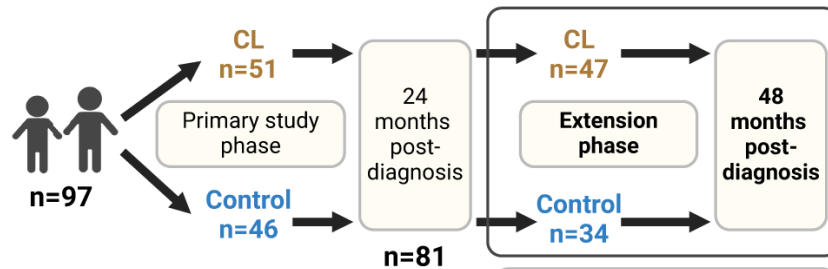 CL
n=51
Primary study
phase
n=97
Control
n=46
24
months
post-
diagnosis
n=81
CL
n=47
Extension
phase
Control
n=34
48
months
post-
diagnosis